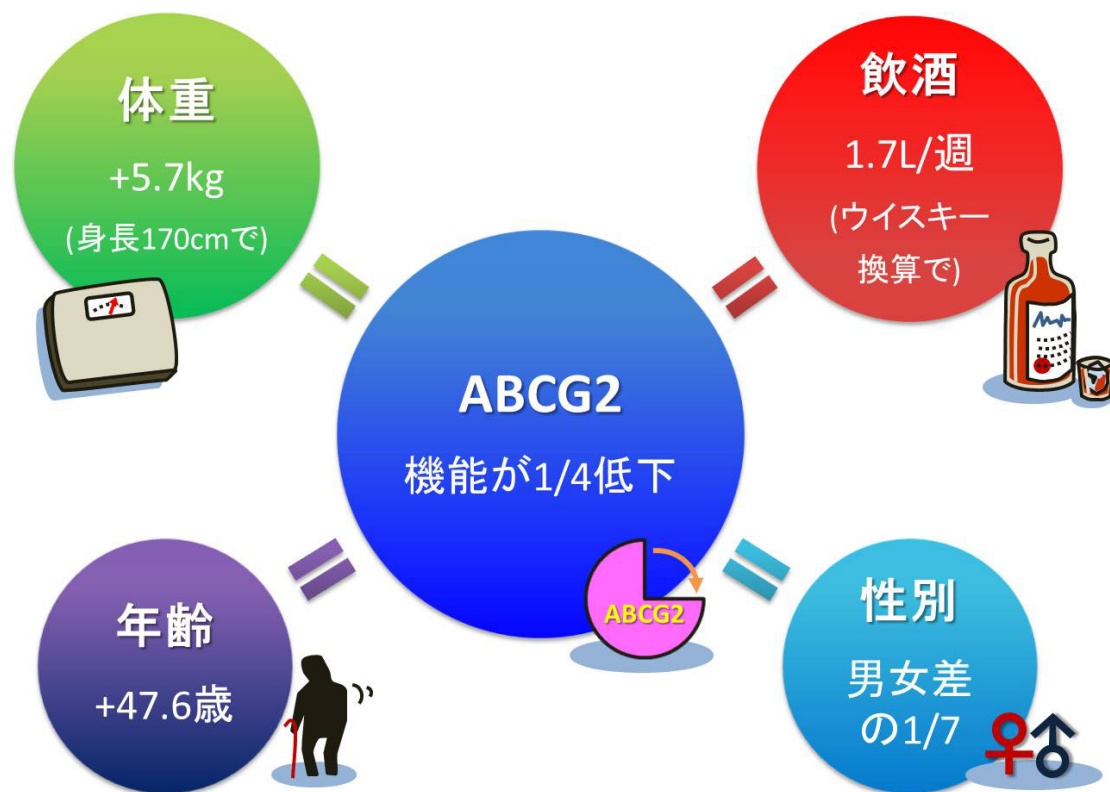 体重
+5.7kg
(身長170cmで)
飲酒
1.7L/週
(ウイスキー
換算で)
ABCG2
機能が1/4低下
ABCG2
年齢
+47.6歳
性別
男女差
の1/7